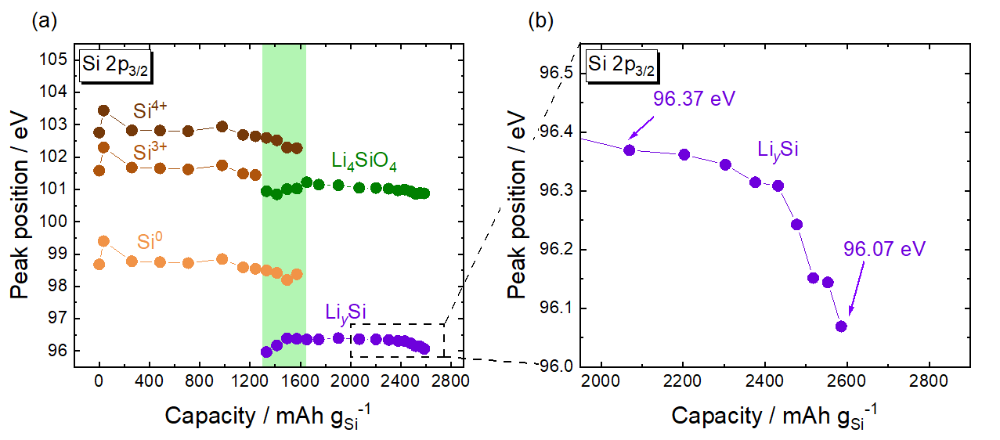 (a)
Si 2p3/2
105
104
103
102
101
100
99
98
97
96
Peak position / eV
Si4+
Si3+
Li4SiO4
Si0
LiySi
0 400 800 1200 1600 2000 2400 2800
Capacity / mAh gSi-1
(b)
Si 2p3/2
96.5
96.4
96.3
96.2
96.1
96.0
Peak position / eV
96.37 eV
LiySi
96.07 eV
2000 2200 2400 2600 2800
Capacity / mAh gSi-1